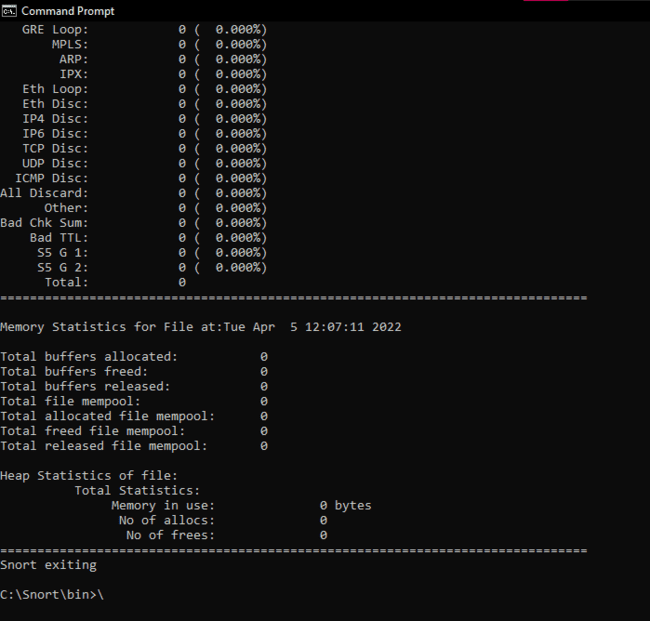 Command Prompt
GRE Loop:            0 (  0.000%)
MPLS:            0 (  0.000%)
ARP:            0 (  0.000%)
IPX:            0 (  0.000%)
Eth Loop:            0 (  0.000%)
Eth Disc:            0 (  0.000%)
IP4 Disc:            0 (  0.000%)
IP6 Disc:            0 (  0.000%)
TCP Disc:            0 (  0.000%)
UDP Disc:            0 (  0.000%)
ICMP Disc:            0 (  0.000%)
All Discard:            0 (  0.000%)
Other:            0 (  0.000%)
Bad Chk Sum:            0 (  0.000%)
Bad TTL:            0 (  0.000%)
S5 G 1:            0 (  0.000%)
S5 G 2:            0 (  0.000%)
Total:            0
===============================================================================
Memory Statistics for File at:Tue Apr  5 12:07:11 2022
Total buffers allocated:           0
Total buffers freed:               0
Total buffers released:            0
Total file mempool:                0
Total allocated file mempool:      0
Total freed file mempool:          0
Total released file mempool:       0
Heap Statistics of file:
Total Statistics:
Memory in use:              0 bytes
No of allocs:              0
No of frees:              0
===============================================================================
Snort exiting
C:\Snort\bin>\